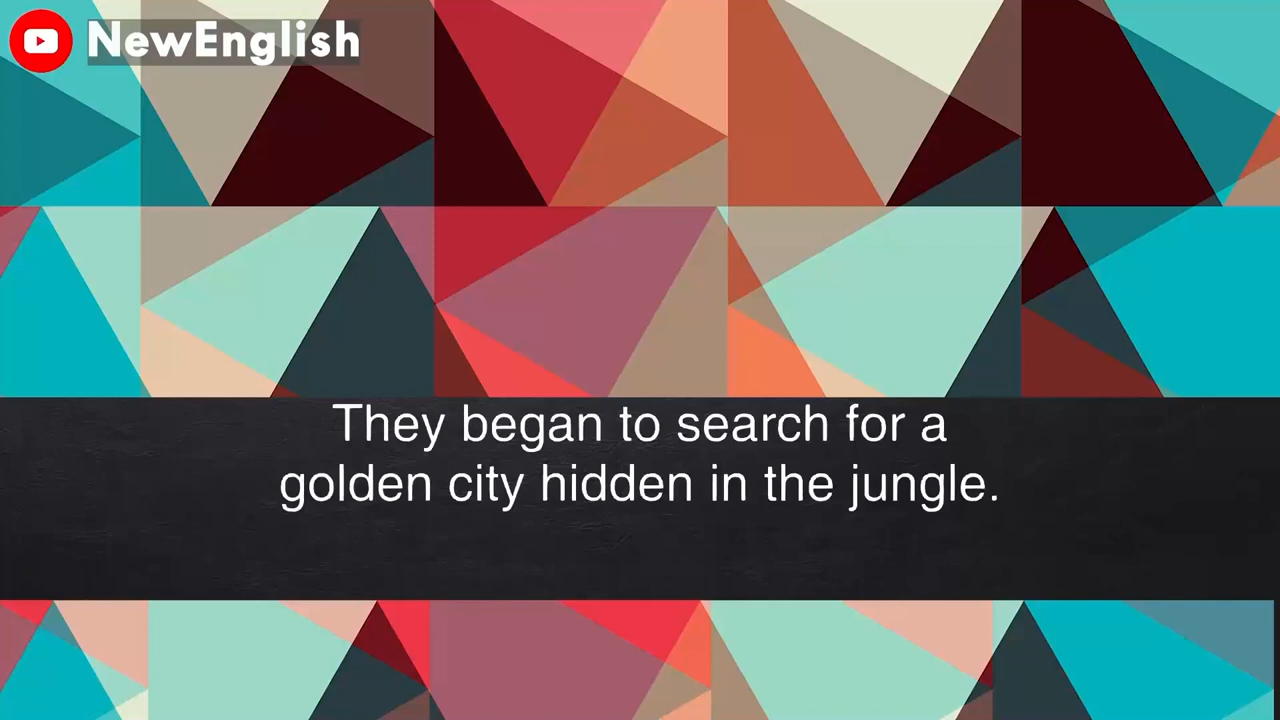 NewEnglish
They began to search for a
golden city hidden in the jungle.